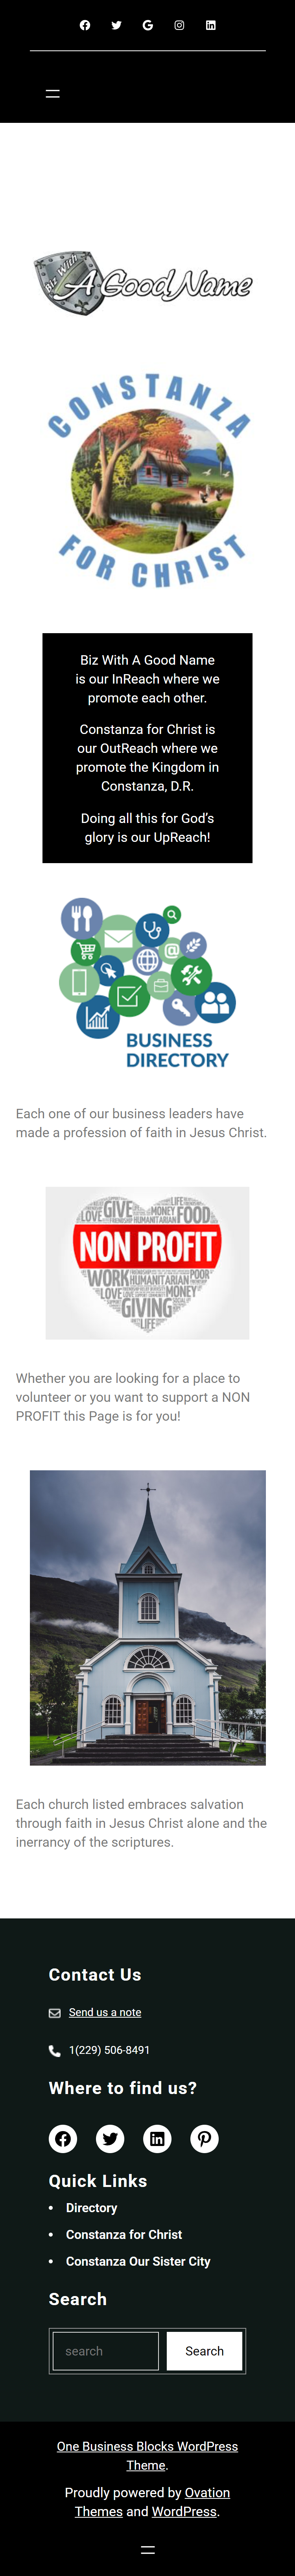 Biz With
A Good Name
CONSTANZA
FOR CHRIST
Biz With A Good Name
is our InReach where we
promote each other.
Constanza for Christ is
our OutReach where we
promote the Kingdom in
Constanza, D.R.
Doing all this for God’s
glory is our UpReach!
BUSINESS
DIRECTORY
Each one of our business leaders have
made a profession of faith in Jesus Christ.
LIFE
LOVE GIVE MONEY FOOD
HUMANITARIAN
NON PROFIT
WORK HUMANITARIAN POOR
LOVE MONEY
GIVING
LIFE
Whether you are looking for a place to
volunteer or you want to support a NON
PROFIT this Page is for you!
Each church listed embraces salvation
through faith in Jesus Christ alone and the
inerrancy of the scriptures.
Contact Us
Send us a note
1(229) 506-8491
Where to find us?
Quick Links
Directory
Constanza for Christ
Constanza Our Sister City
Search
search Search
One Business Blocks WordPress
Theme.
Proudly powered by Ovation
Themes and WordPress.